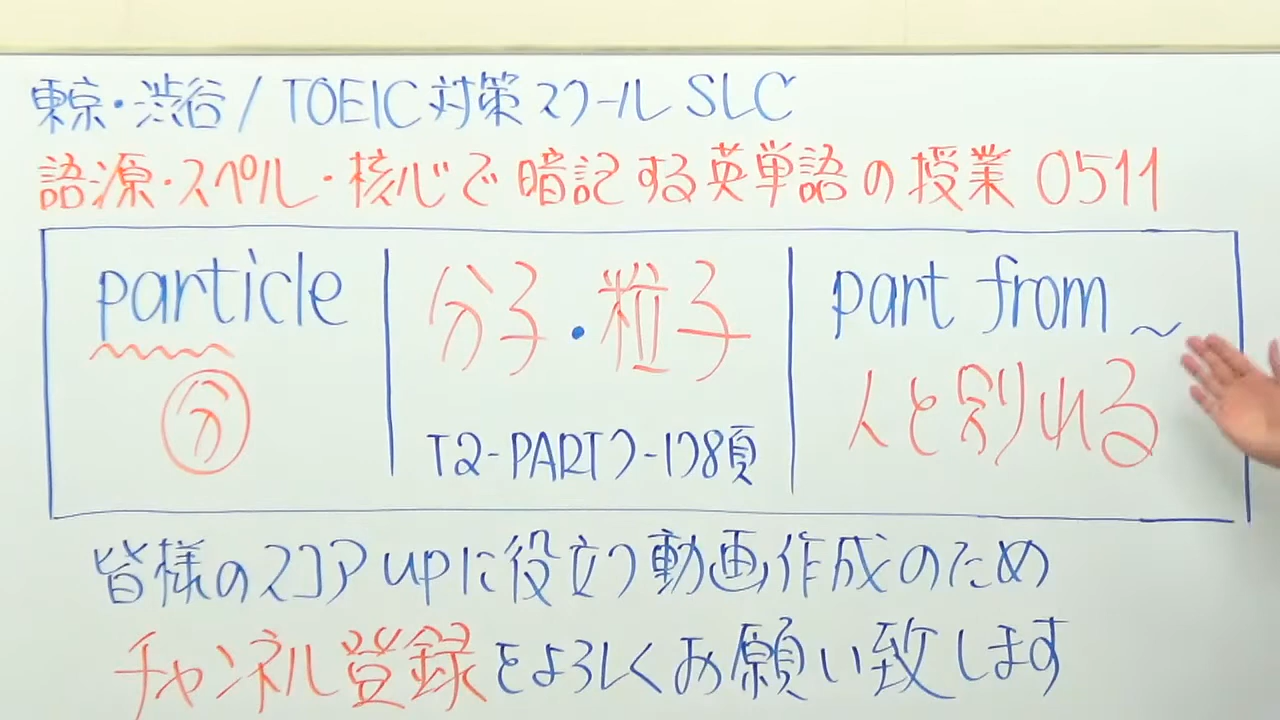 東京・渋谷/TOEIC対策スクールSLC
語源・スペル・核心で暗記する英単語の授業 0511
particle
分
分子・粒子
T2-PART7-178頁
part from ~
人と別れる
皆様のスコアupに役立つ動画作成のため
チャンネル登録をよろしくお願い致します